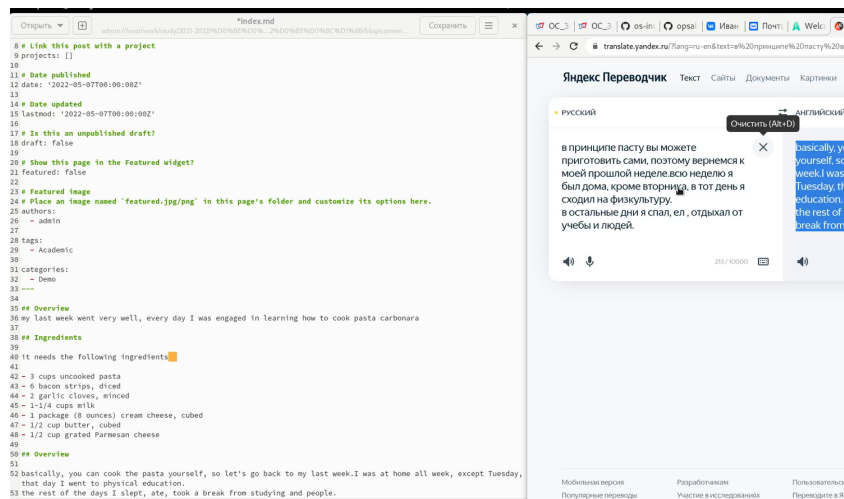 Открыть
*index.md
Сохранить
8 # Link this post with a project
9 projects: []
10
11 # Date published
12 date: '2022-05-07T00:00:00Z'
13
14 # Date updated
15 lastmod: '2022-05-07T00:00:00Z'
16
17 # Is this an unpublished draft?
18 draft: false
19
20 # Show this page in the Featured widget?
21 featured: false
22
23 # Featured image
24 # Place an image named `featured.jpg/png` in this page's folder and customize its options here.
25 authors:
26 - admin
27
28 tags:
29 - Academic
30
31 categories:
32 - Demo
33 ---
34
35 ## Overview
36 my last week went very well, every day I was engaged in learning how to cook pasta carbonara
37
38 ## Ingredients
39
40 it needs the following ingredients
41
42 - 3 cups uncooked pasta
43 - 6 bacon strips, diced
44 - 2 garlic cloves, minced
45 - 1-1/4 cups milk
46 - 1 package (8 ounces) cream cheese, cubed
47 - 1/2 cup butter, cubed
48 - 1/2 cup grated Parmesan cheese
49
50 ## Overview
51
52 basically, you can cook the pasta yourself, so let's go back to my last week.I was at home all week, except Tuesday,
that day I went to physical education.
53 the rest of the days I slept, ate, took a break from studying and people.
ОС_3 ОС_3 os-in opsai Иван Почт Welc
translate.yandex.ru/?lang=ru-en&text=в%20принципе%20пасту%20в
Яндекс Переводчик Текст Сайты Документы Картинки
РУССКИЙ АНГЛИЙСКИЙ
Очистить (Alt+D)
в принципе пасту вы можете
приготовить сами, поэтому вернемся к
моей прошлой неделе.всю неделю я
был дома, кроме вторника, в тот день я
сходил на физкультуру.
в остальные дни я спал, ел , отдыхал от
учебы и людей.
basically, y
yourself, so
week.I was
Tuesday, th
education.
the rest of
break from
213 / 10000
Мобильная версия Разработчикам Пользовательс
Популярные переводы Участие в исследованиях Переводите в Я